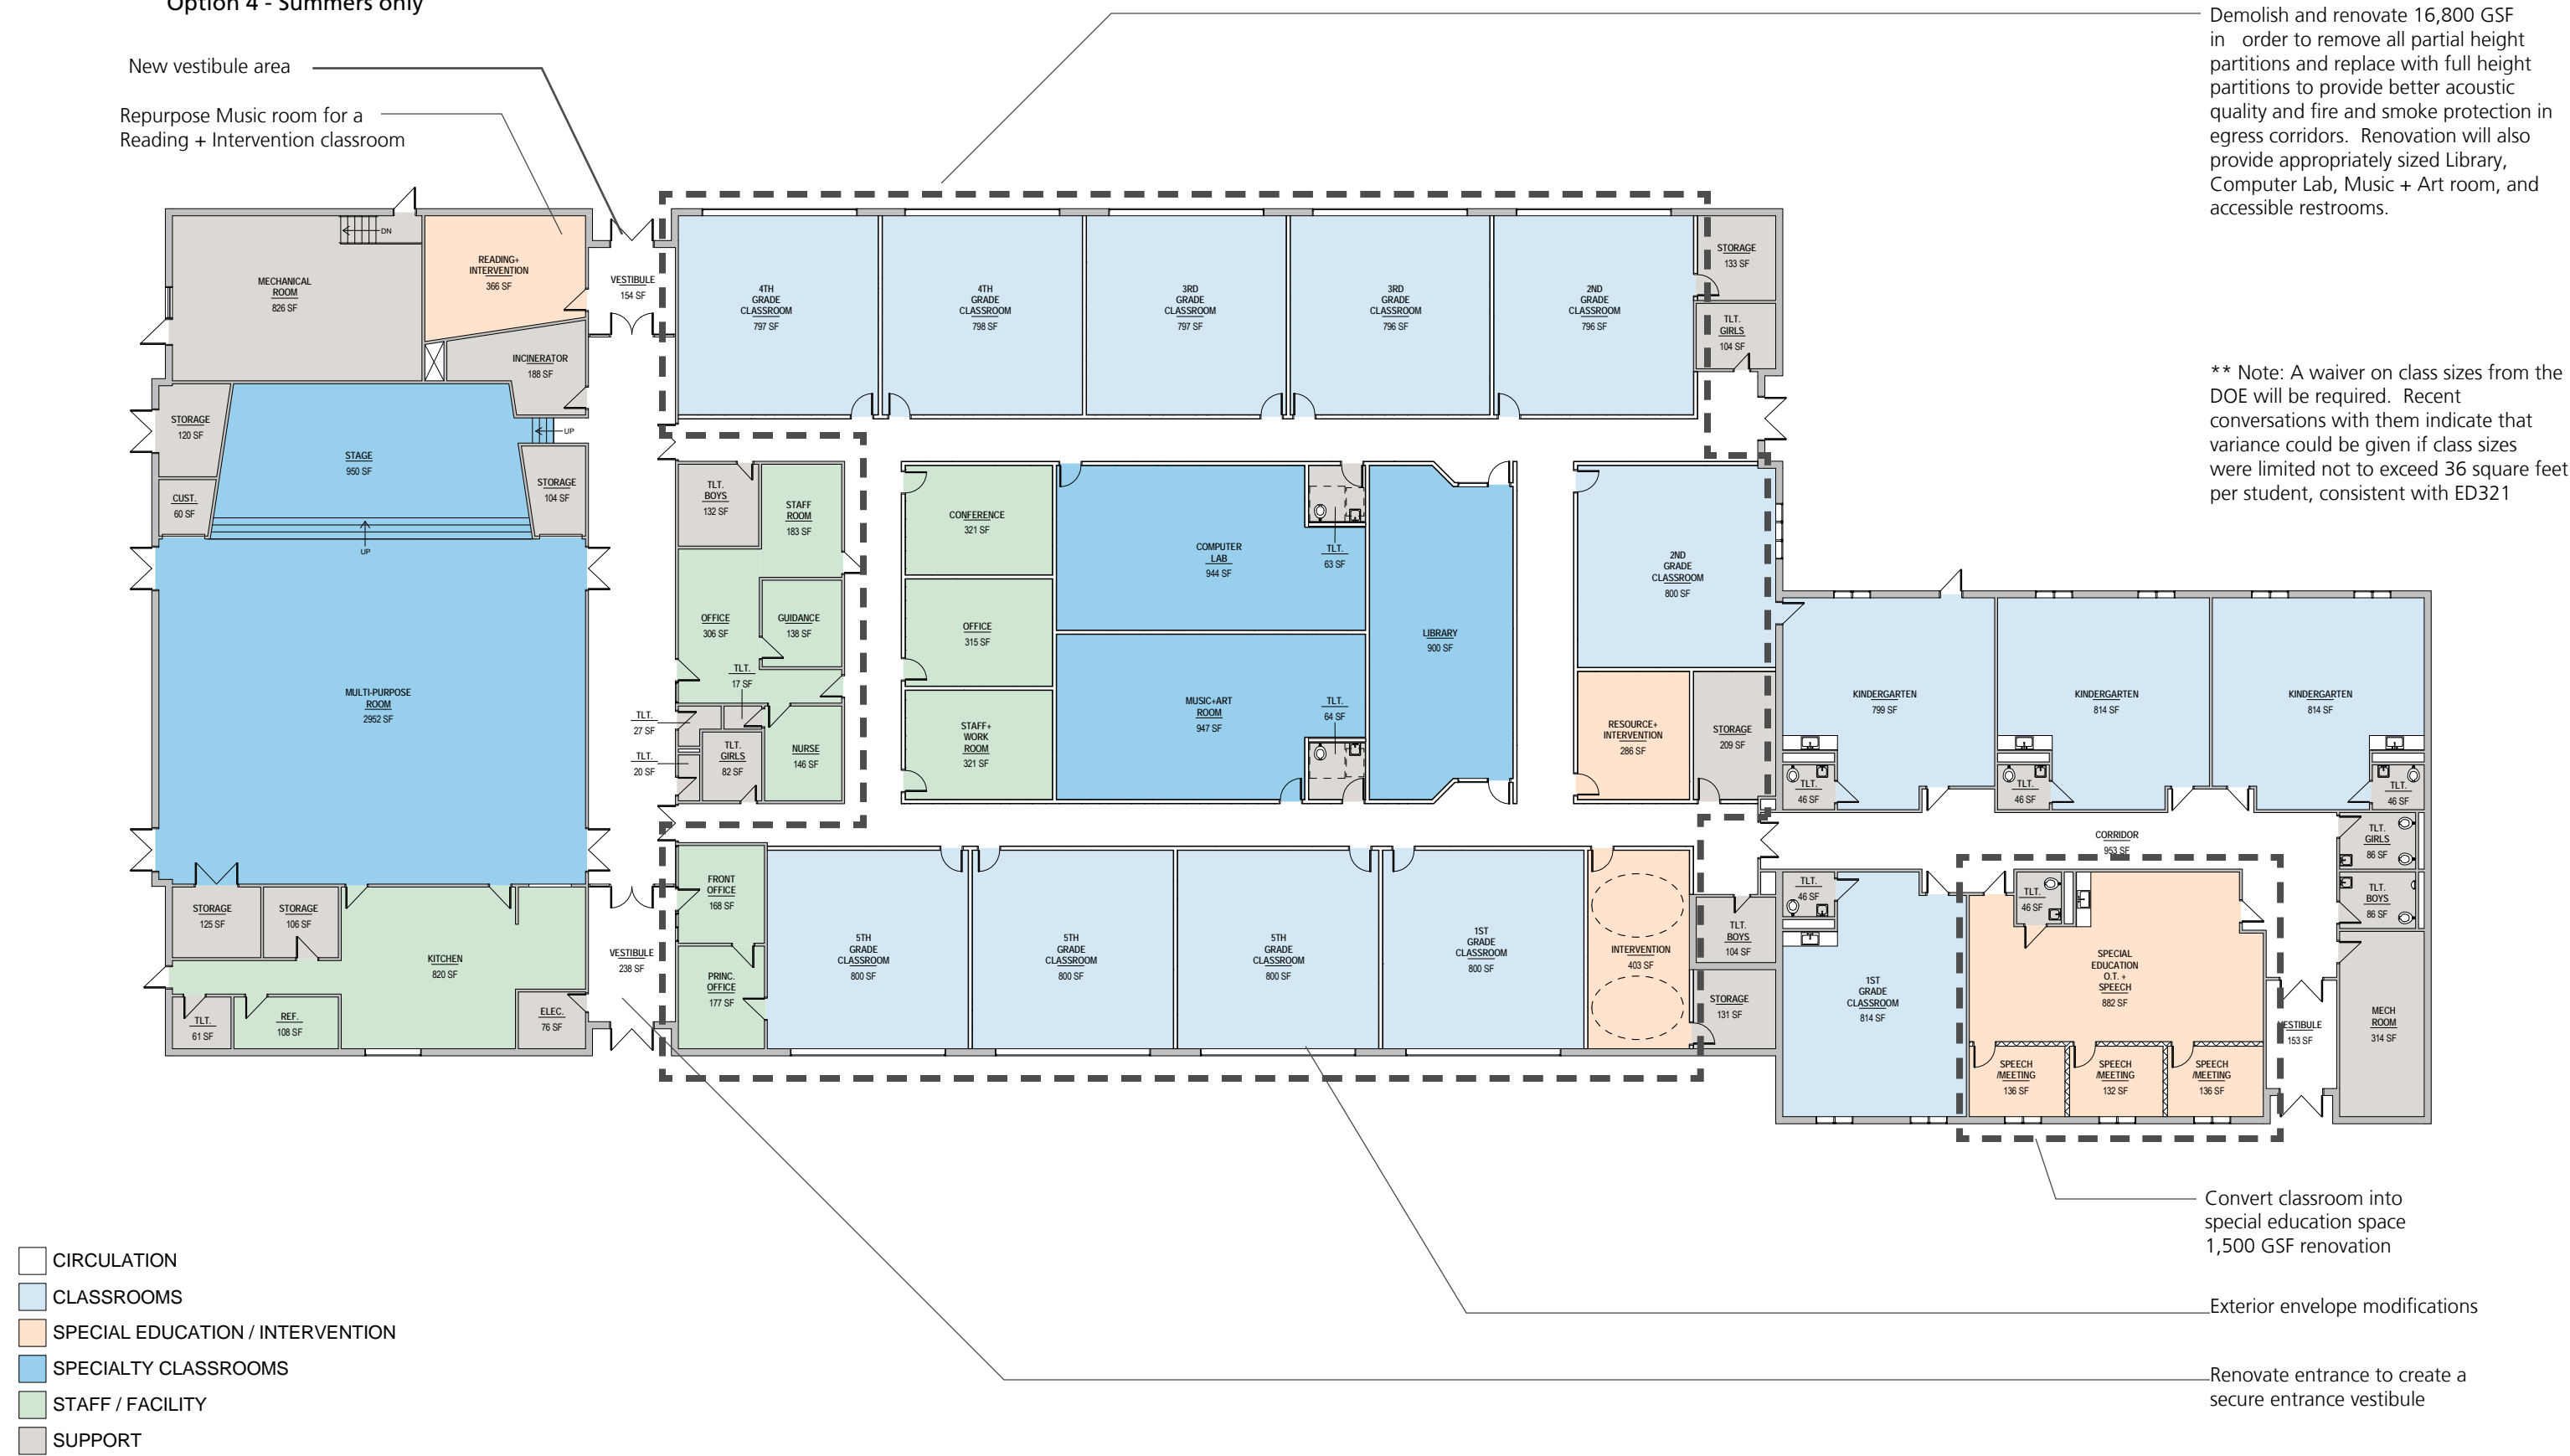 Option 4 - Summers only
New vestibule area
Repurpose Music room for a
Reading + Intervention classroom
Demolish and renovate 16,800 GSF
in order to remove all partial height
partitions and replace with full height
partitions to provide better acoustic
quality and fire and smoke protection in
egress corridors. Renovation will also
provide appropriately sized Library,
Computer Lab, Music + Art room, and
accessible restrooms.
** Note: A waiver on class sizes from the
DOE will be required. Recent
conversations with them indicate that
variance could be given if class sizes
were limited not to exceed 36 square feet
per student, consistent with ED321
MECHANICAL
ROOM
826 SF
DN
READING+
INTERVENTION
366 SF
VESTIBULE
154 SF
INCINERATOR
188 SF
4TH
GRADE
CLASSROOM
797 SF
4TH
GRADE
CLASSROOM
798 SF
3RD
GRADE
CLASSROOM
797 SF
3RD
GRADE
CLASSROOM
796 SF
2ND
GRADE
CLASSROOM
796 SF
STORAGE
133 SF
TLT.
GIRLS
104 SF
STORAGE
120 SF
CUST.
60 SF
STAGE
950 SF
UP
STORAGE
104 SF
UP
MULTI-PURPOSE
ROOM
2952 SF
TLT.
BOYS
132 SF
STAFF
ROOM
183 SF
OFFICE
306 SF
GUIDANCE
138 SF
TLT.
17 SF
TLT.
27 SF
TLT.
20 SF
TLT.
GIRLS
82 SF
NURSE
146 SF
CONFERENCE
321 SF
OFFICE
315 SF
STAFF+
WORK
ROOM
321 SF
COMPUTER
LAB
944 SF
TLT.
63 SF
MUSIC+ART
ROOM
947 SF
TLT.
64 SF
LIBRARY
900 SF
2ND
GRADE
CLASSROOM
800 SF
RESOURCE+
INTERVENTION
286 SF
STORAGE
209 SF
KINDERGARTEN
799 SF
KINDERGARTEN
814 SF
KINDERGARTEN
814 SF
TLT.
46 SF
TLT.
46 SF
TLT.
46 SF
CORRIDOR
953 SF
TLT.
GIRLS
86 SF
TLT.
BOYS
86 SF
STORAGE
125 SF
STORAGE
106 SF
KITCHEN
820 SF
TLT.
61 SF
REF.
108 SF
ELEC.
76 SF
VESTIBULE
238 SF
FRONT
OFFICE
168 SF
PRINC.
OFFICE
177 SF
5TH
GRADE
CLASSROOM
800 SF
5TH
GRADE
CLASSROOM
800 SF
5TH
GRADE
CLASSROOM
800 SF
1ST
GRADE
CLASSROOM
800 SF
INTERVENTION
403 SF
TLT.
BOYS
104 SF
STORAGE
131 SF
TLT.
46 SF
1ST
GRADE
CLASSROOM
814 SF
TLT.
46 SF
SPECIAL
EDUCATION
O.T. +
SPEECH
882 SF
SPEECH
/MEETING
136 SF
SPEECH
/MEETING
132 SF
SPEECH
/MEETING
136 SF
VESTIBULE
153 SF
MECH
ROOM
314 SF
Convert classroom into
special education space
1,500 GSF renovation
Exterior envelope modifications
Renovate entrance to create a
secure entrance vestibule
CIRCULATION
CLASSROOMS
SPECIAL EDUCATION / INTERVENTION
SPECIALTY CLASSROOMS
STAFF / FACILITY
SUPPORT